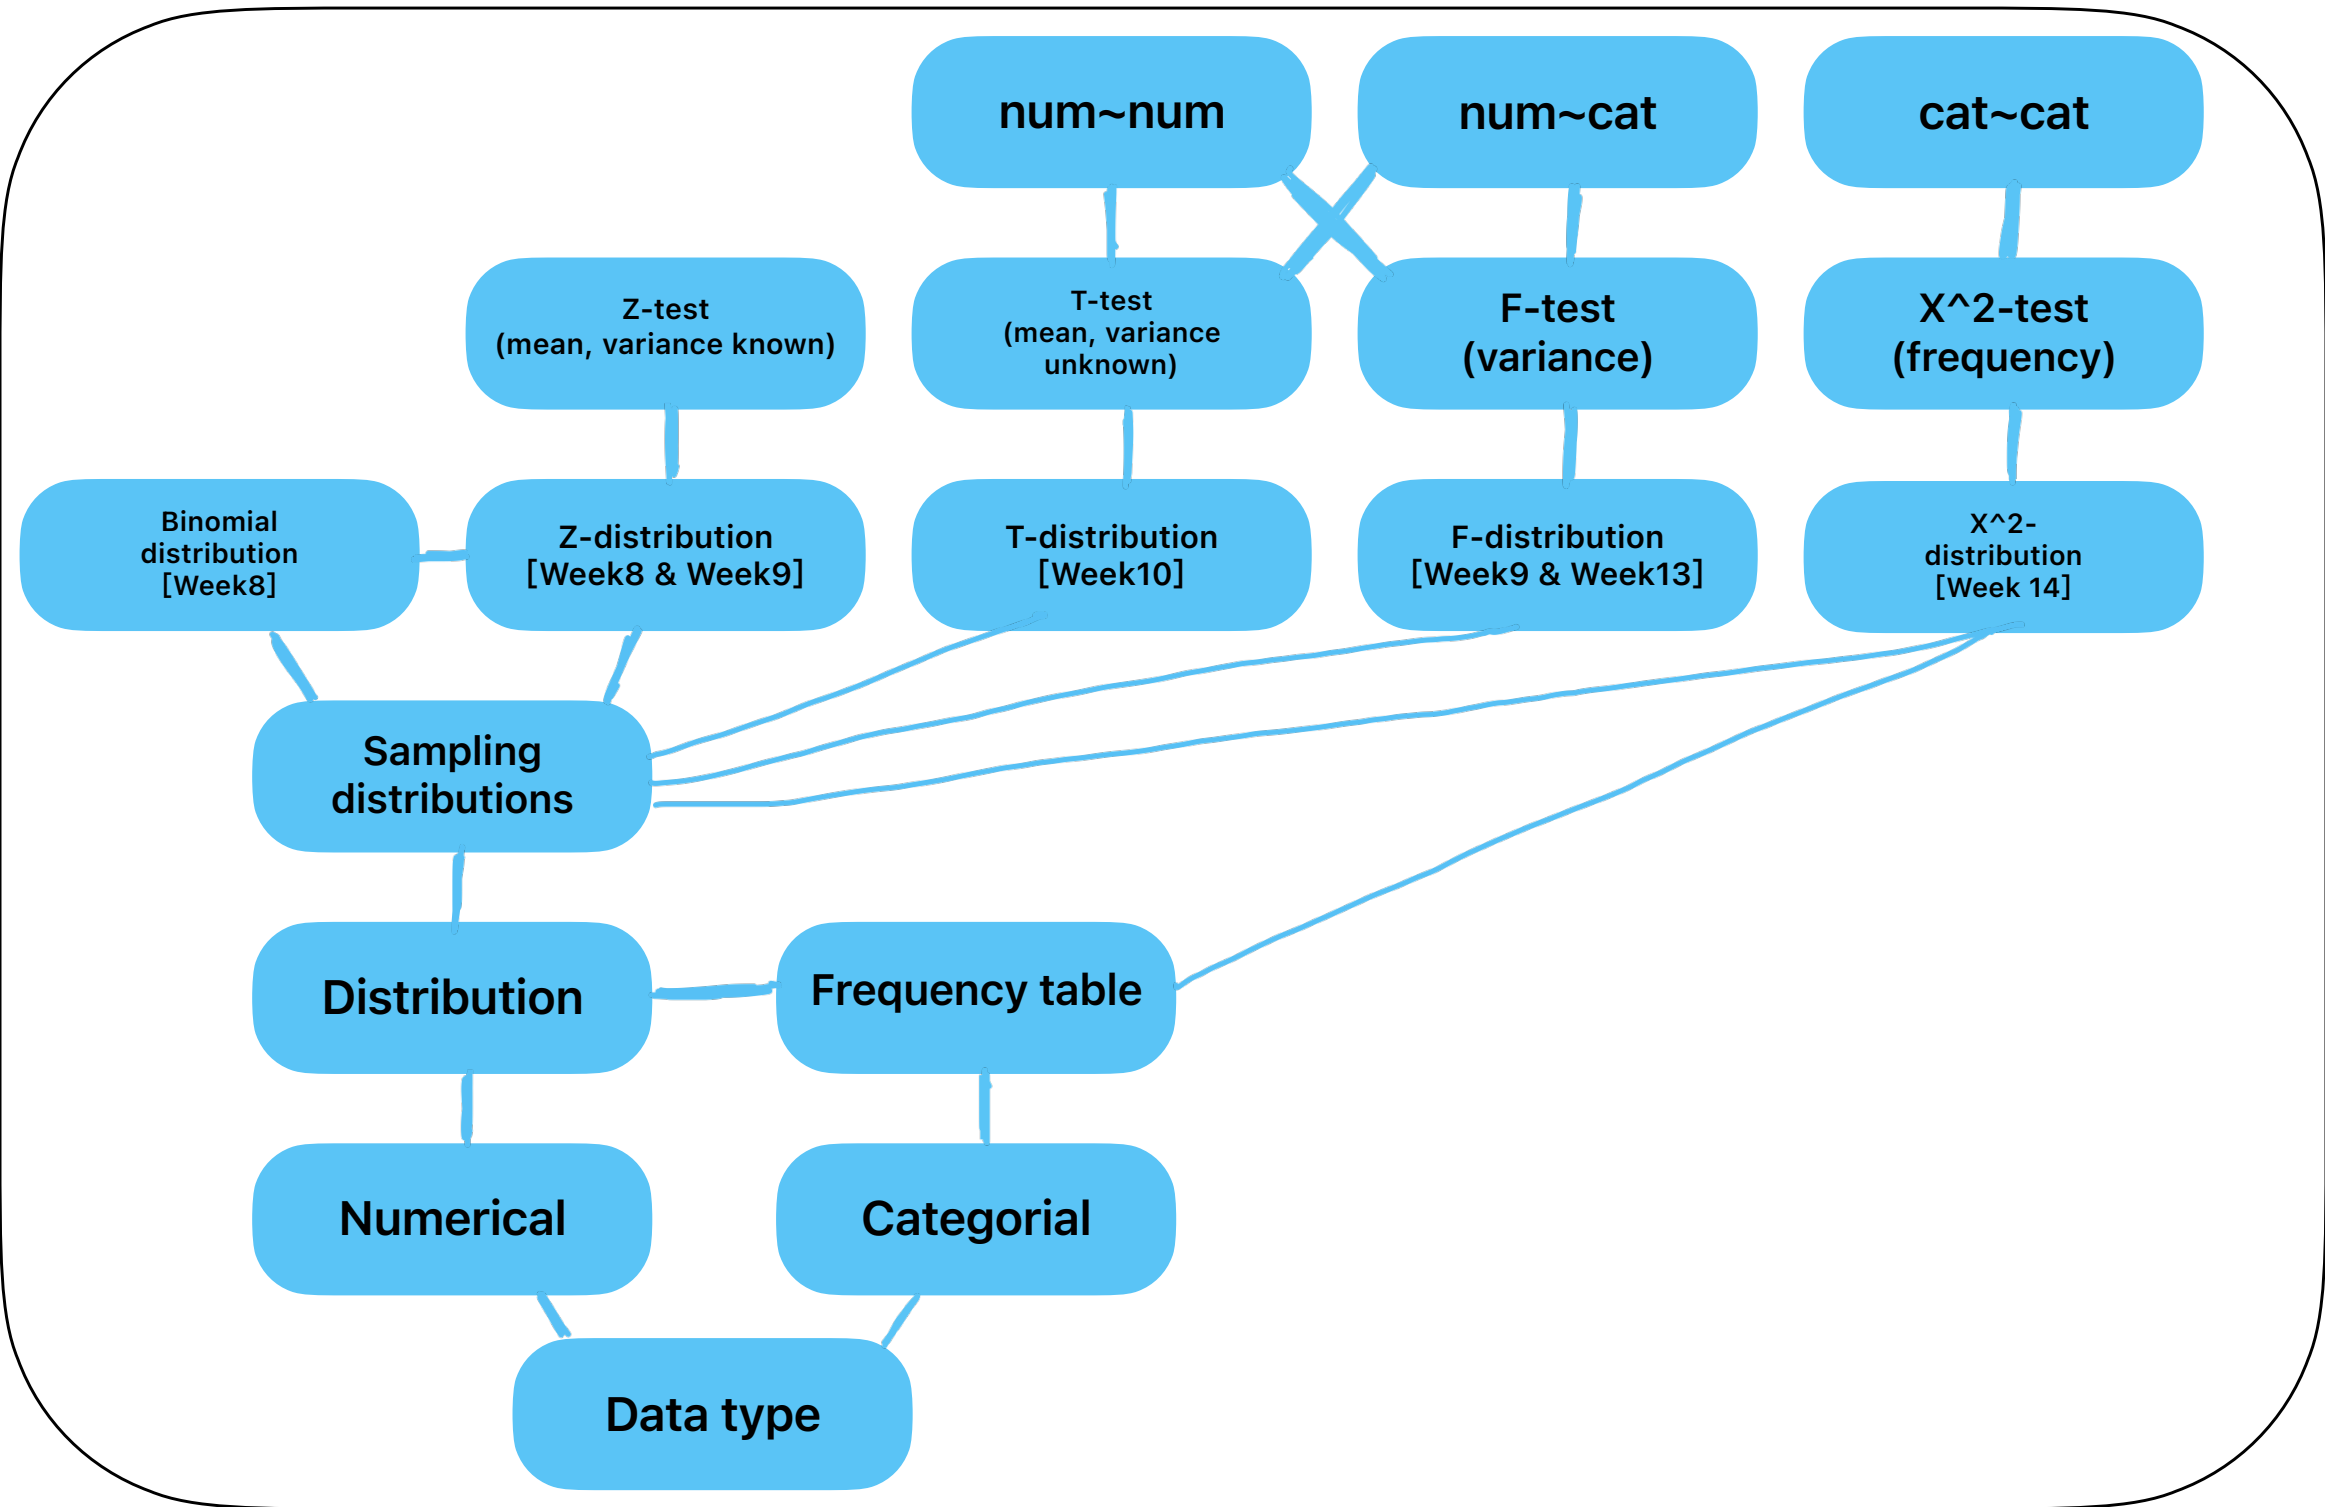 num~num
num~cat
cat~cat
Z-test
(mean, variance known)
T-test
(mean, variance
unknown)
F-test
(variance)
X^2-test
(frequency)
Binomial
distribution
[Week8]
Z-distribution
[Week8 & Week9]
T-distribution
[Week10]
F-distribution
[Week9 & Week13]
X^2-
distribution
[Week 14]
Sampling
distributions
Distribution
Frequency table
Numerical
Categorial
Data type